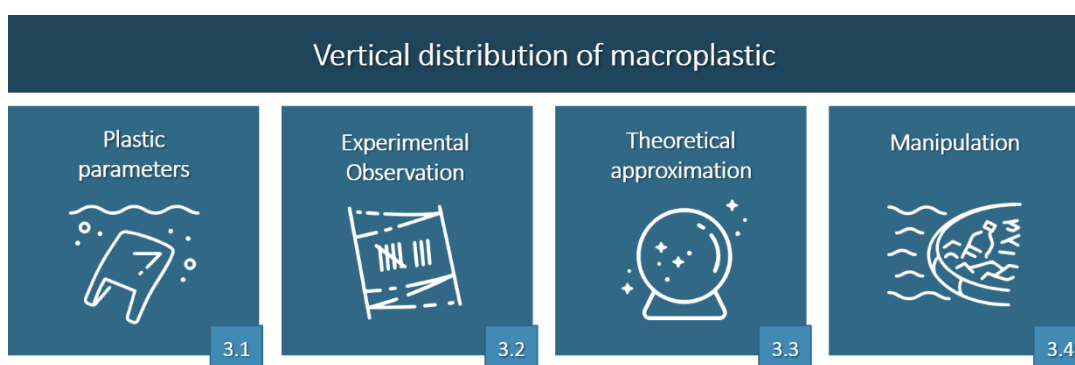 Vertical distribution of macroplastic
Plastic
parameters
3.1
Experimental
Observation
3.2
Theoretical
approximation
3.3
Manipulation
3.4